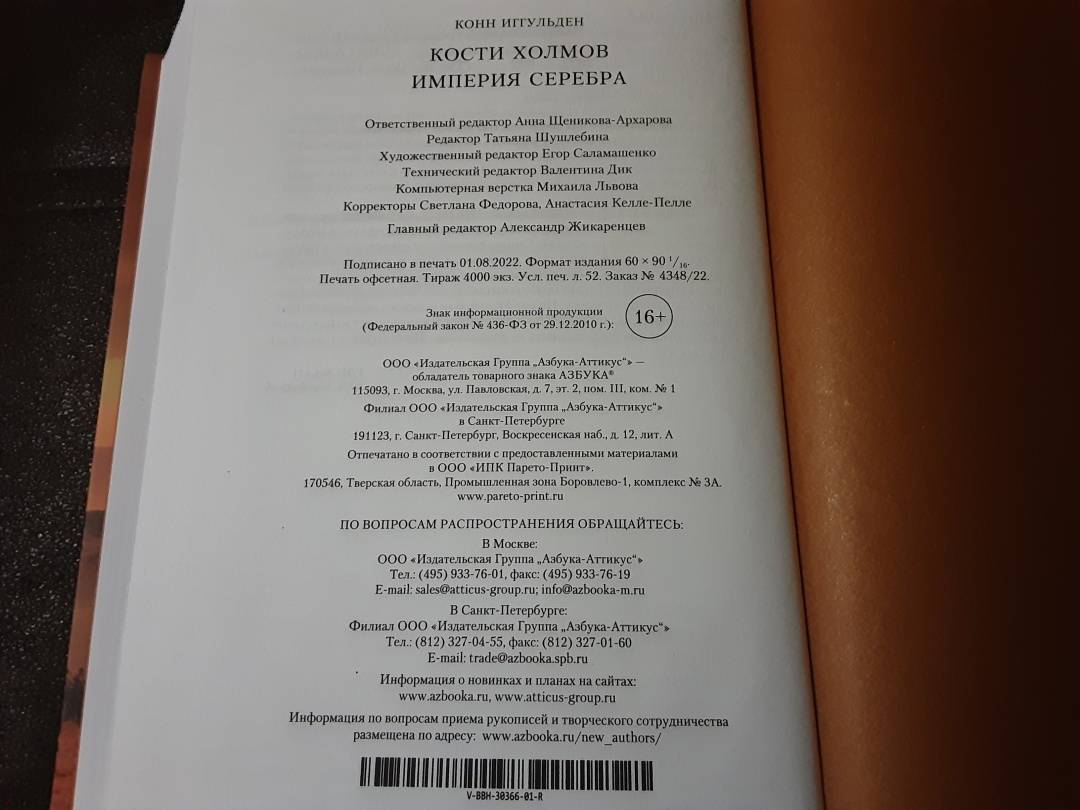 КОНН ИГГУЛЬДЕН
КОСТИ ХОЛМОВ
ИМПЕРИЯ СЕРЕБРА
Ответственный редактор Анна Щеникова-Архарова
Редактор Татьяна Шушлебина
Художественный редактор Егор Саламашенко
Технический редактор Валентина Дик
Компьютерная верстка Михаила Львова
Корректоры Светлана Федорова, Анастасия Келле-Пелле
Главный редактор Александр Жикаренцев
Подписано в печать 01.08.2022. Формат издания 60 × 90 1/16.
Печать офсетная. Тираж 4000 экз. Усл. печ. л. 52. Заказ № 4348/22.
Знак информационной продукции
(Федеральный закон № 436-ФЗ от 29.12.2010 г.): 16+
ООО «Издательская Группа „Азбука-Аттикус“» —
обладатель товарного знака АЗБУКА®
115093, г. Москва, ул. Павловская, д. 7, эт. 2, пом. III, ком. № 1
Филиал ООО «Издательская Группа „Азбука-Аттикус“»
в Санкт-Петербурге
191123, г. Санкт-Петербург, Воскресенская наб., д. 12, лит. А
Отпечатано в соответствии с предоставленными материалами
в ООО «ИПК Парето-Принт».
170546, Тверская область, Промышленная зона Боровлево-1, комплекс № 3А.
www.pareto-print.ru
ПО ВОПРОСАМ РАСПРОСТРАНЕНИЯ ОБРАЩАЙТЕСЬ:
В Москве:
ООО «Издательская Группа „Азбука-Аттикус“»
Тел.: (495) 933-76-01, факс: (495) 933-76-19
E-mail: sales@atticus-group.ru; info@azbooka-m.ru
В Санкт-Петербурге:
Филиал ООО «Издательская Группа „Азбука-Аттикус“»
Тел.: (812) 327-04-55, факс: (812) 327-01-60
E-mail: trade@azbooka.spb.ru
Информация о новинках и планах на сайтах:
www.azbooka.ru, www.atticus-group.ru
Информация по вопросам приема рукописей и творческого сотрудничества
размещена по адресу: www.azbooka.ru/new_authors/
V-BBH-30366-01-R